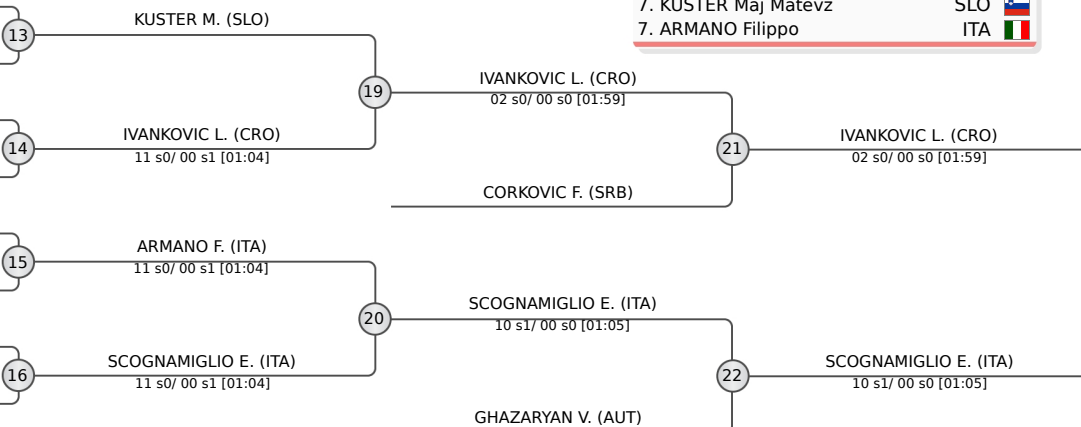 7. KUSTER Maj Matevz SLO
7. ARMANO Filippo ITA
KUSTER M. (SLO)
13
19
IVANKOVIC L. (CRO)
02 s0/ 00 s0 [01:59]
14
IVANKOVIC L. (CRO)
11 s0/ 00 s1 [01:04]
21
IVANKOVIC L. (CRO)
02 s0/ 00 s0 [01:59]
CORKOVIC F. (SRB)
15
ARMANO F. (ITA)
11 s0/ 00 s1 [01:04]
20
SCOGNAMIGLIO E. (ITA)
10 s1/ 00 s0 [01:05]
16
SCOGNAMIGLIO E. (ITA)
11 s0/ 00 s1 [01:04]
22
SCOGNAMIGLIO E. (ITA)
10 s1/ 00 s0 [01:05]
GHAZARYAN V. (AUT)